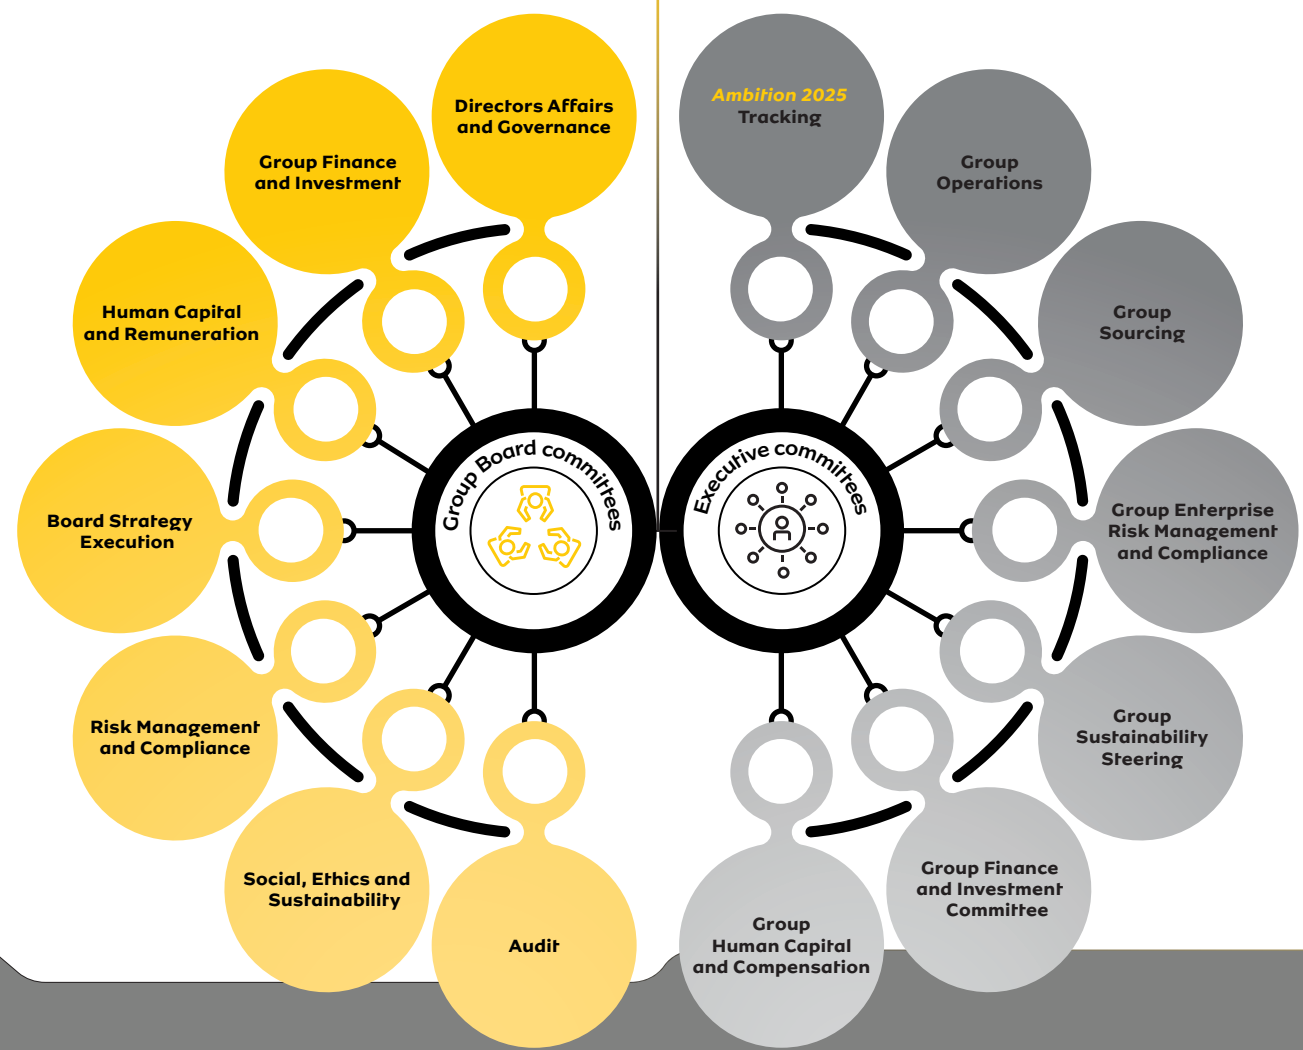 Directors Affairs
and Governance
Group Finance
and Investment
Human Capital
and Remuneration
Board Strategy
Execution
Risk Management
and Compliance
Social, Ethics and
Sustainability
Audit
Group Board committees
Executive committees
Ambition 2025
Tracking
Group
Operations
Group
Sourcing
Group Enterprise
Risk Management
and Compliance
Group
Sustainability
Steering
Group Finance
and Investment
Committee
Group
Human Capital
and Compensation